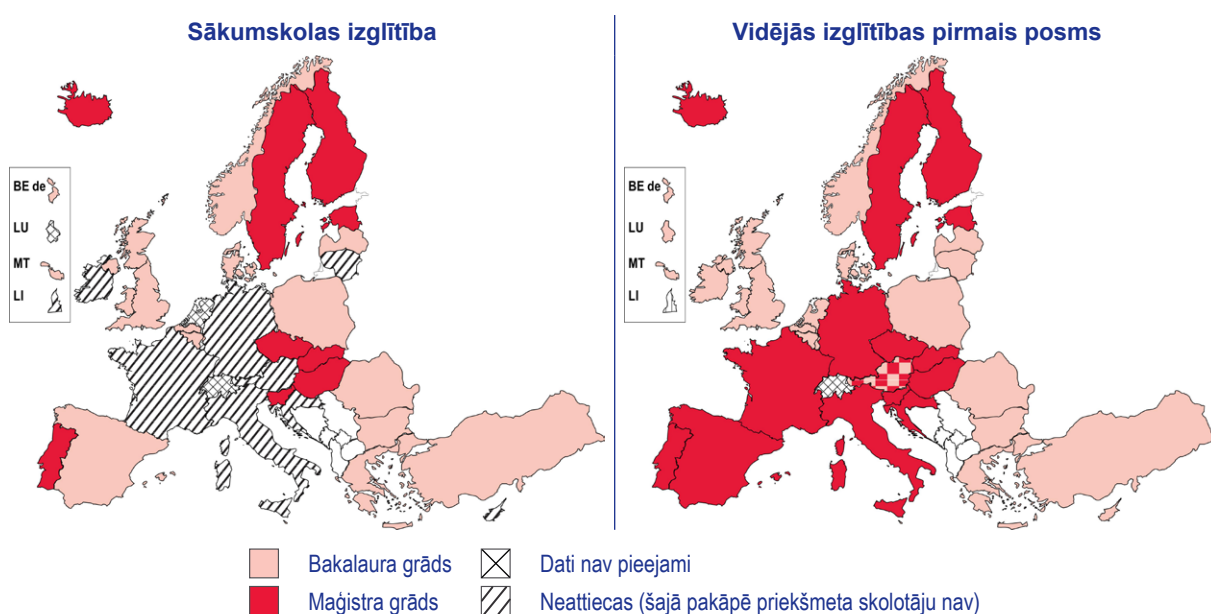 Sākumskolas izglītība
Vidējās izglītības pirmais posms
BE de
LU
MT
LI
BE de
LU
MT
LI
Bakalaura grāds
Dati nav pieejami
Maģistra grāds
Neattiecas (šajā pakāpē priekšmeta skolotāju nav)